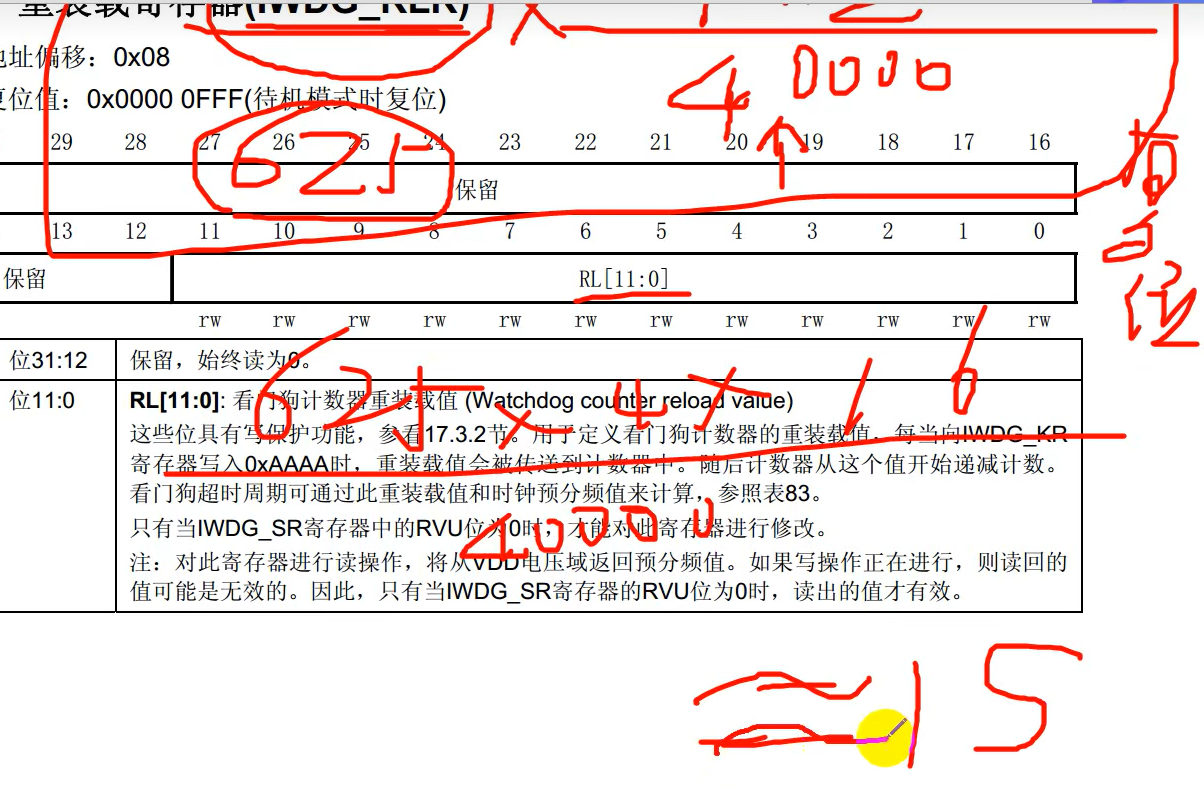 重装载寄存器(IWDG_RLR)
地址偏移：0x08
复位值：0x0000 0FFF(待机模式时复位)
40000
29 28 27 26 25 24 23 22 21 20 19 18 17 16
625
保留
13 12 11 10 9 8 7 6 5 4 3 2 1 0
保留 RL[11:0]
rw rw rw rw rw rw rw rw rw rw rw rw
位31:12 保留，始终读为0。
625×4×16
位11:0 RL[11:0]: 看门狗计数器重装载值 (Watchdog counter reload value)
这些位具有写保护功能，参看17.3.2节。用于定义看门狗计数器的重装载值，每当向IWDG_KR
寄存器写入0xAAAA时，重装载值会被传送到计数器中。随后计数器从这个值开始递减计数。
看门狗超时周期可通过此重装载值和时钟预分频值来计算，参照表83。
40000
只有当IWDG_SR寄存器中的RVU位为0时，才能对此寄存器进行修改。
注：对此寄存器进行读操作，将从VDD电压域返回预分频值。如果写操作正在进行，则读回的
值可能是无效的。因此，只有当IWDG_SR寄存器的RVU位为0时，读出的值才有效。
≈1S